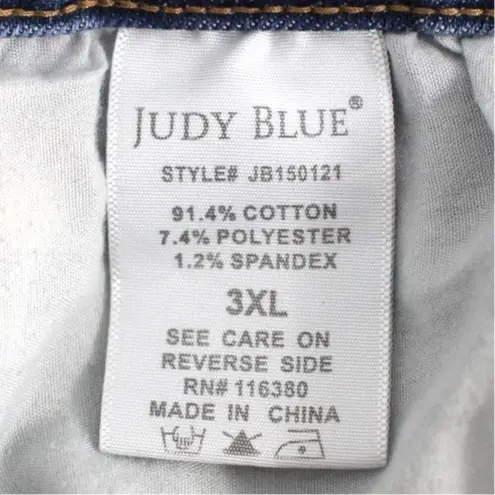 JUDY BLUE®
STYLE# JB150121
91.4% COTTON
7.4% POLYESTER
1.2% SPANDEX
3XL
SEE CARE ON
REVERSE SIDE
RN# 116380
MADE IN CHINA